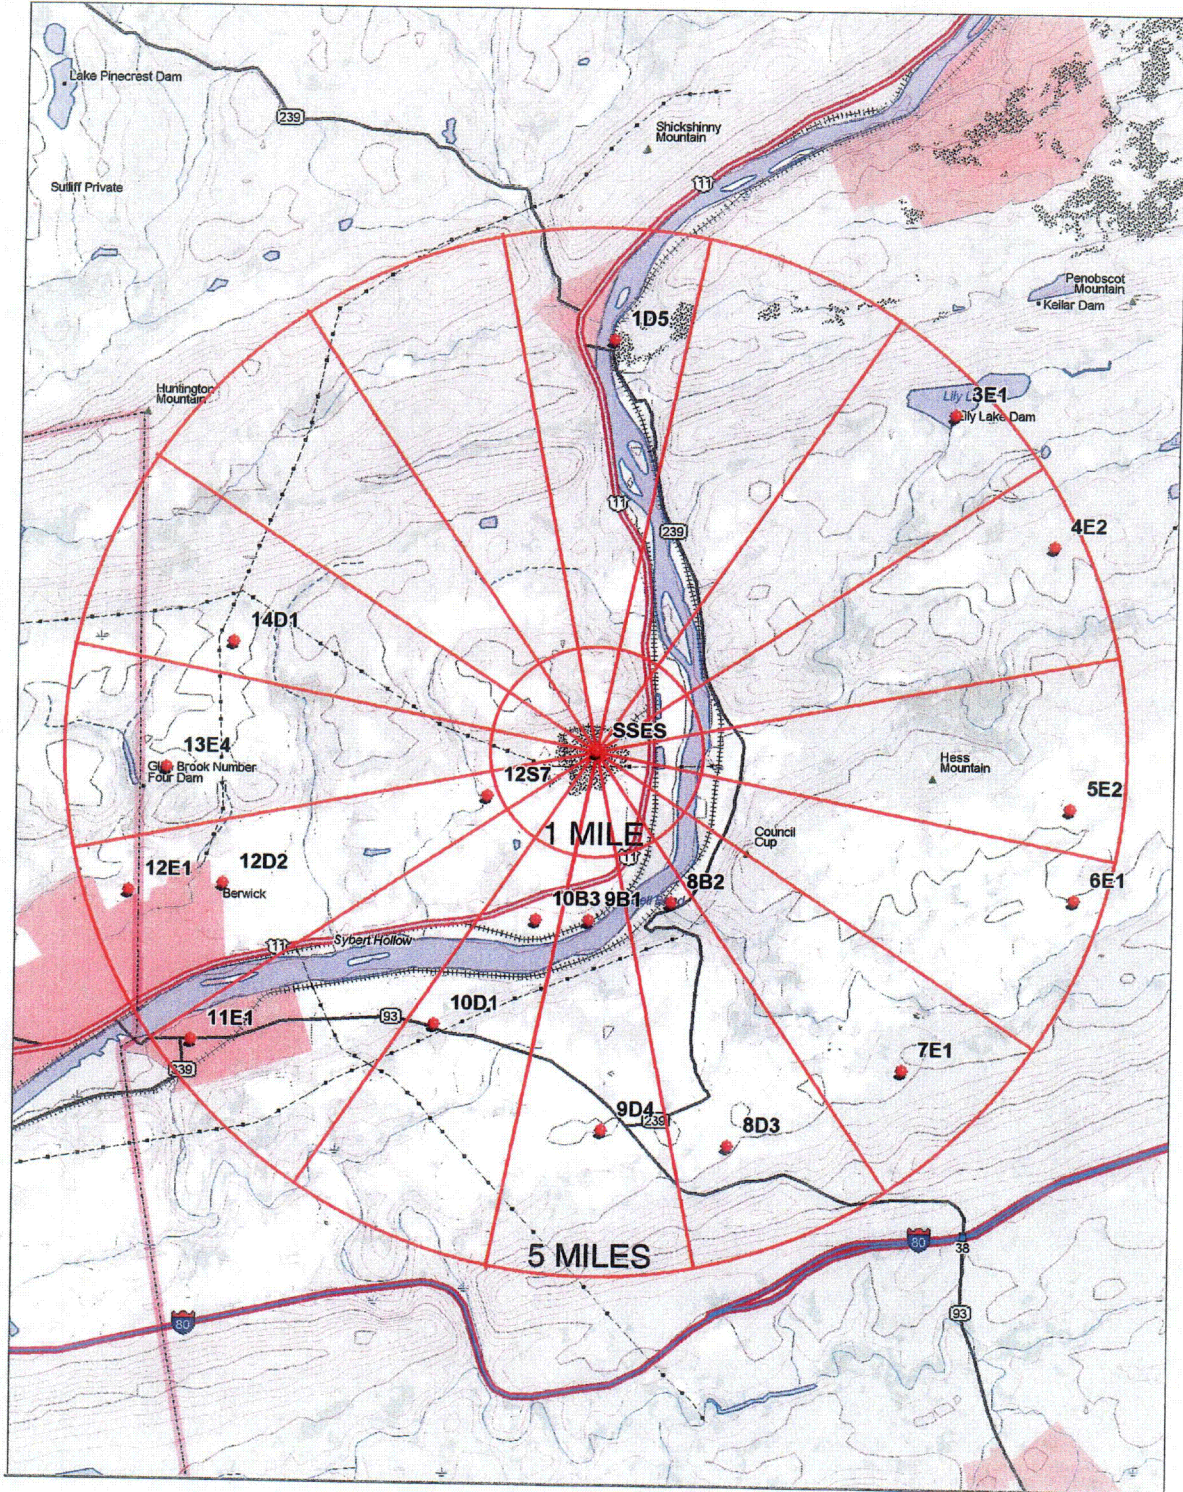 Lake Pinecrest Dam
239
Shickshinny
Mountain
Sutliff Private
11
Penobscot
Mountain
Kellar Dam
1D5
Huntington
Mountain
3E1
Lily Lake Dam
11
239
4E2
14D1
SSES
13E4
Brook Number
Four Dam
12S7
Hess
Mountain
5E2
1 MILE
Council
Cup
11
12E1
12D2
Berwick
8B2
6E1
10B3
9B1
Sybert Hollow
11
10D1
93
11E1
339
7E1
9D4
239
8D3
5 MILES
80
38
80
93